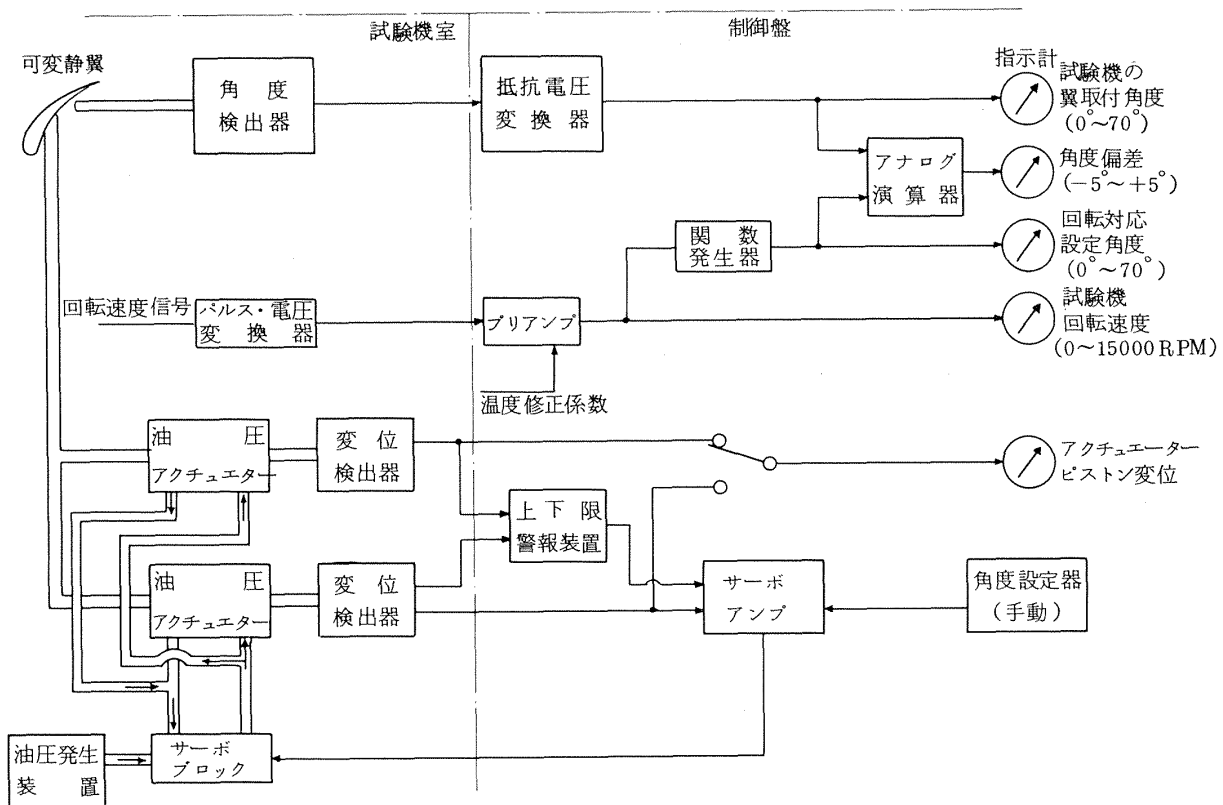 試験機室
制御盤
可変静翼
角度
検出器
抵抗電圧
変換器
指示計
試験機の
翼取付角度
(0°~70°)
アナログ
演算器
角度偏差
(-5°~+5°)
関数
発生器
回転対応
設定角度
(0°~70°)
回転速度信号
パルス・電圧
変換器
プリアンプ
試験機
回転速度
(0~15000RPM)
温度修正係数
油圧
アクチュエター
変位
検出器
アクチュエーター
ピストン変位
上下限
警報装置
油圧
アクチュエター
変位
検出器
サーボ
アンプ
角度設定器
(手動)
油圧発生
装置
サーボ
ブロック